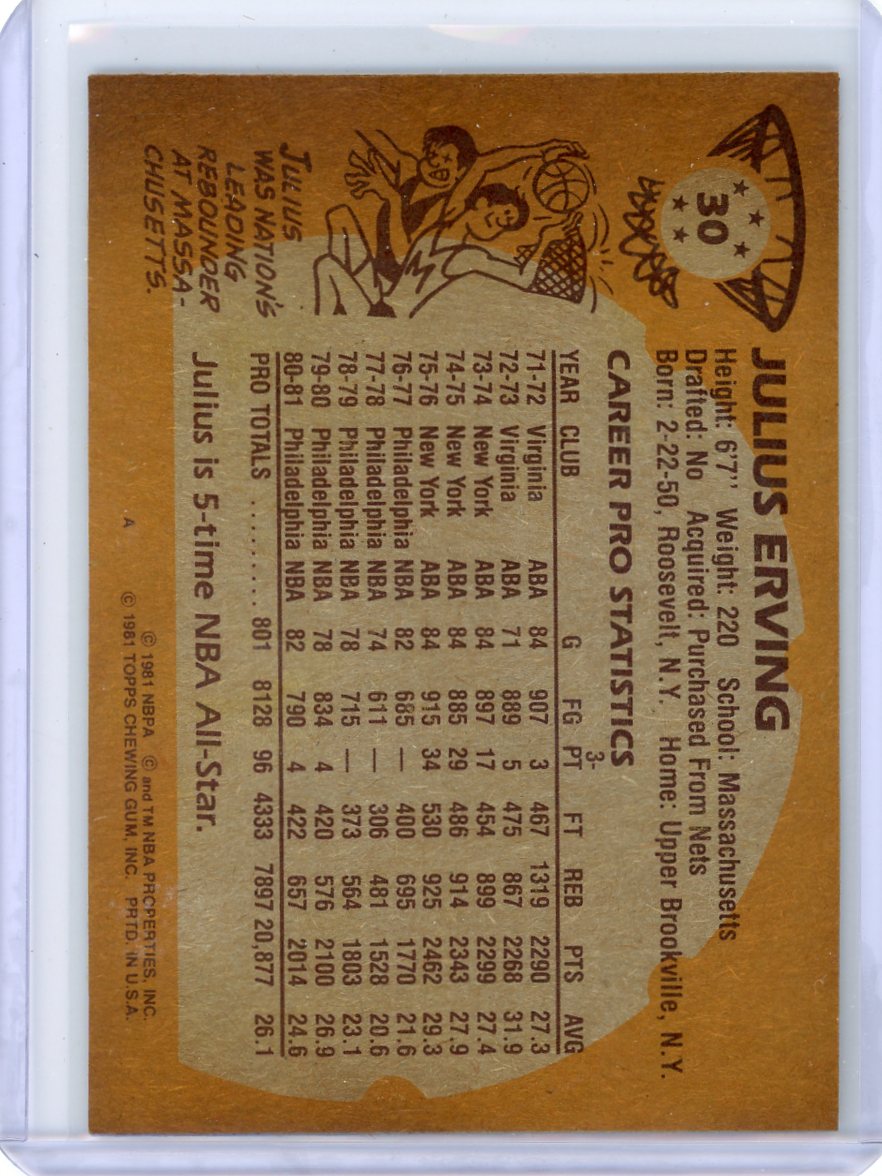 30
JULIUS ERVING
Height: 6'7" Weight: 220 School: Massachusetts
Drafted: No Acquired: Purchased From Nets
Born: 2-22-50, Roosevelt, N.Y. Home: Upper Brookville, N.Y.
CAREER PRO STATISTICS
3-
YEAR CLUB G FG PT FT REB PTS AVG
71-72 Virginia ABA 84 907 3 467 1319 2290 27.3
72-73 Virginia ABA 71 889 5 475 867 2268 31.9
73-74 New York ABA 84 897 17 454 899 2299 27.4
74-75 New York ABA 84 885 29 486 914 2343 27.9
75-76 New York ABA 84 915 34 530 925 2462 29.3
76-77 Philadelphia NBA 82 685 — 400 695 1770 21.6
77-78 Philadelphia NBA 74 611 — 306 481 1528 20.6
78-79 Philadelphia NBA 78 715 — 373 564 1803 23.1
79-80 Philadelphia NBA 78 834 4 420 576 2100 26.9
80-81 Philadelphia NBA 82 790 4 422 657 2014 24.6
PRO TOTALS .......... 801 8128 96 4333 7897 20,877 26.1
Julius is 5-time NBA All-Star.
JULIUS
WAS NATION'S
LEADING
REBOUNDER
AT MASSA-
CHUSETTS.
© 1981 NBPA © and TM NBA PROPERTIES, INC.
A © 1981 TOPPS CHEWING GUM, INC. PRTD. IN U.S.A.